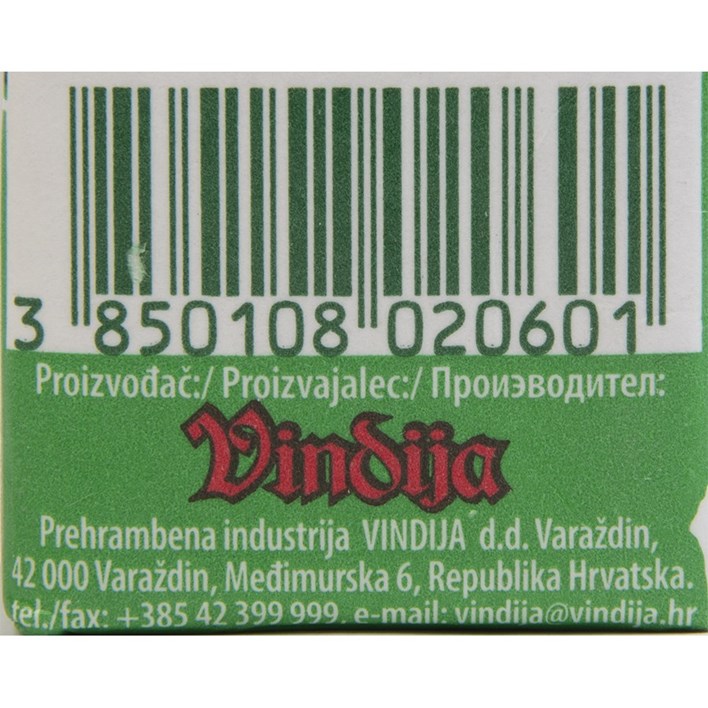 3 850108 020601
Proizvođač:/ Proizvajalec:/ Производител:
Vindija
Prehrambena industrija VINDIJA d.d. Varaždin,
42 000 Varaždin, Međimurska 6, Republika Hrvatska.
tel./fax: +385 42 399 999, e-mail: vindija@vindija.hr